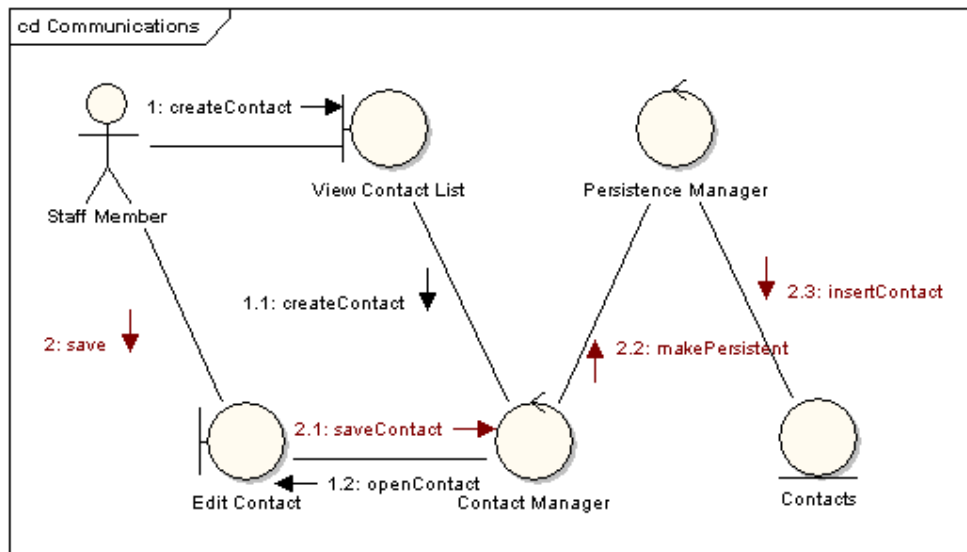 cd Communications
1: createContact
View Contact List
Persistence Manager
Staff Member
1.1: createContact
2.3: insertContact
2: save
2.2: makePersistent
2.1: saveContact
1.2: openContact
Edit Contact
Contact Manager
Contacts